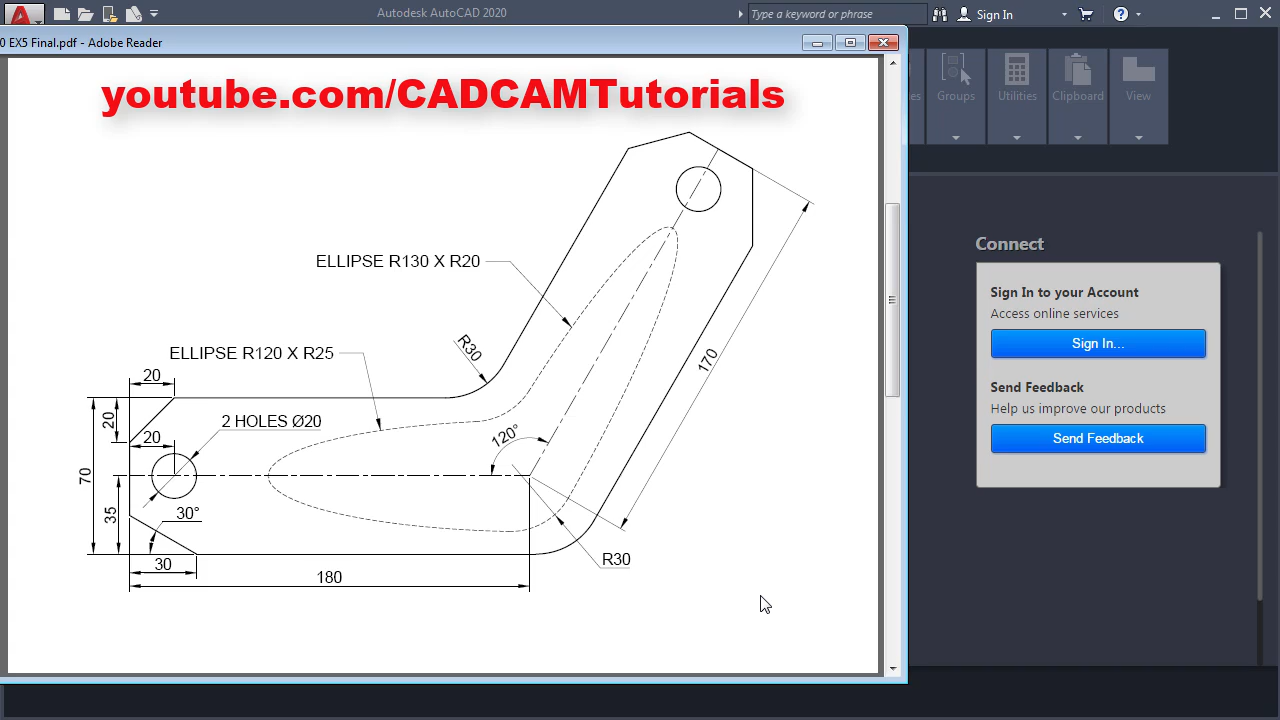 Autodesk AutoCAD 2020
Type a keyword or phrase
Sign In
0 EX5 Final.pdf - Adobe Reader
youtube.com/CADCAMTutorials
Groups
Utilities
Clipboard
View
Connect
Sign In to your Account
Access online services
Sign In...
Send Feedback
Help us improve our products
Send Feedback
ELLIPSE R130 X R20
ELLIPSE R120 X R25
R30
170
20
20
20
2 HOLES Ø20
120°
70
35
30°
30
180
R30